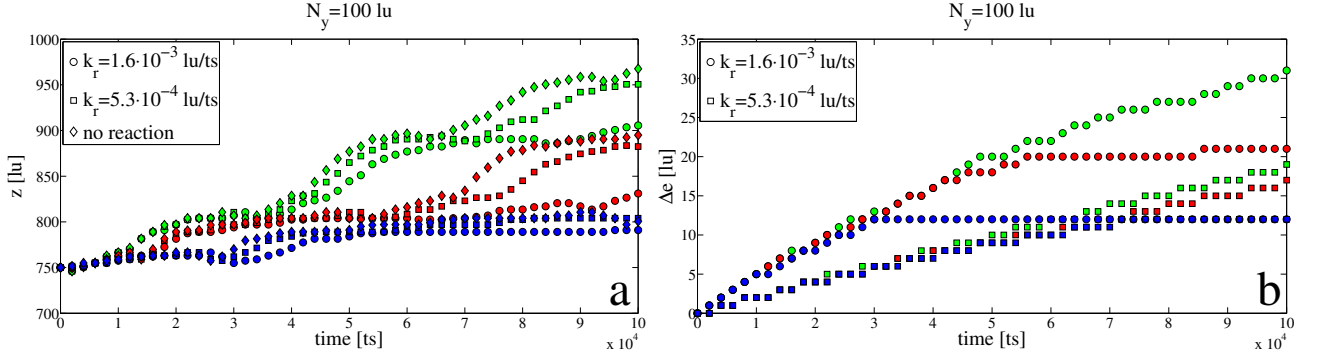 N_y=100 lu
1000
950
900
850
800
750
700
z [lu]
k_r=1.6·10^-3 lu/ts
k_r=5.3·10^-4 lu/ts
no reaction
a
0 1 2 3 4 5 6 7 8 9 10
time [ts]
x 10^4
N_y=100 lu
35
30
25
20
15
10
5
0
Δe [lu]
k_r=1.6·10^-3 lu/ts
k_r=5.3·10^-4 lu/ts
b
0 1 2 3 4 5 6 7 8 9 10
time [ts]
x 10^4